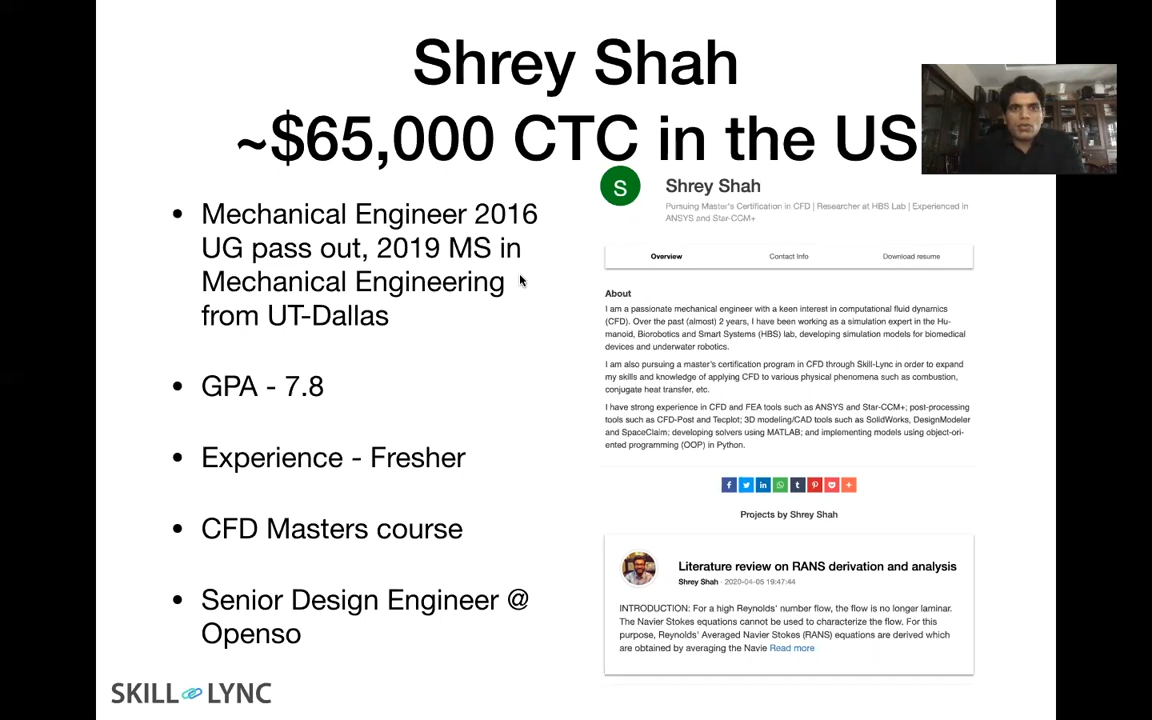 Shrey Shah
~$65,000 CTC in the US
• Mechanical Engineer 2016
UG pass out, 2019 MS in
Mechanical Engineering
from UT-Dallas
• GPA - 7.8
• Experience - Fresher
• CFD Masters course
• Senior Design Engineer @
Openso
SKILL LYNC
S
Shrey Shah
Pursuing Master's Certification in CFD | Researcher at HBS Lab | Experienced in
ANSYS and Star-CCM+
Overview Contact Info Download resume
About
I am a passionate mechanical engineer with a keen interest in computational fluid dynamics
(CFD). Over the past (almost) 2 years, I have been working as a simulation expert in the Hu-
manoid, Biorobotics and Smart Systems (HBS) lab, developing simulation models for biomedical
devices and underwater robotics.
I am also pursuing a master's certification program in CFD through Skill-Lync in order to expand
my skills and knowledge of applying CFD to various physical phenomena such as combustion,
conjugate heat transfer, etc.
I have strong experience in CFD and FEA tools such as ANSYS and Star-CCM+; post-processing
tools such as CFD-Post and Tecplot; 3D modeling/CAD tools such as SolidWorks, DesignModeler
and SpaceClaim; developing solvers using MATLAB; and implementing models using object-ori-
ented programming (OOP) in Python.
Projects by Shrey Shah
Literature review on RANS derivation and analysis
Shrey Shah · 2020-04-05 19:47:44
INTRODUCTION: For a high Reynolds' number flow, the flow is no longer laminar.
The Navier Stokes equations cannot be used to characterize the flow. For this
purpose, Reynolds' Averaged Navier Stokes (RANS) equations are derived which
are obtained by averaging the Navie Read more